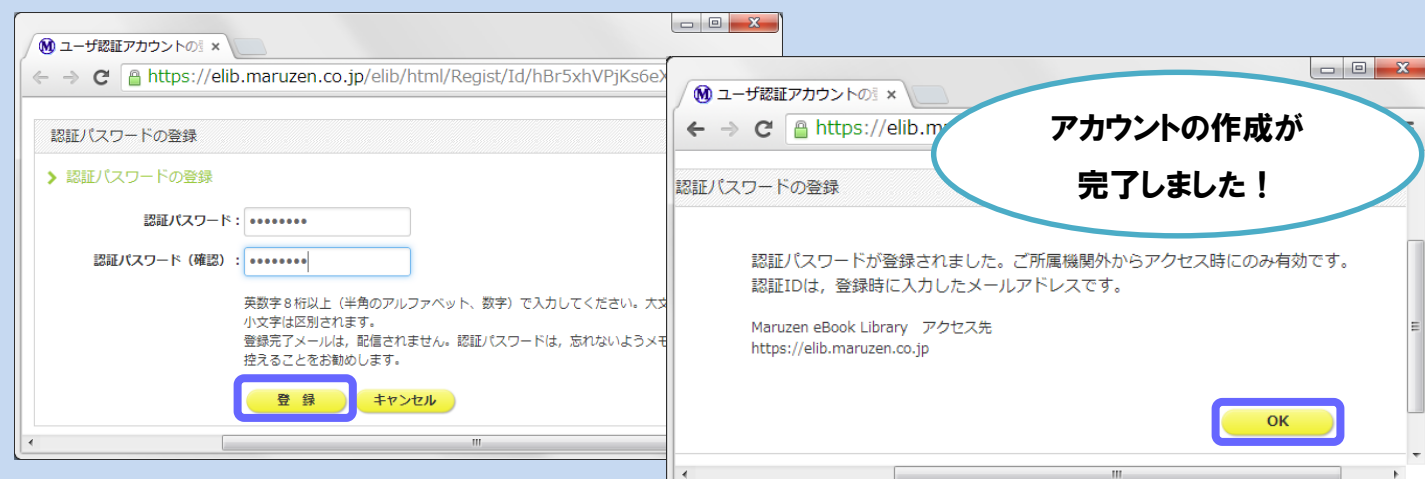 ユーザ認証アカウントの
https://elib.maruzen.co.jp/elib/html/Regist/Id/hBr5xhVPjKs6eX
認証パスワードの登録
認証パスワードの登録
認証パスワード:
認証パスワード(確認):
英数字8桁以上(半角のアルファベット、数字)で入力してください。大文
小文字は区別されます。
登録完了メールは,配信されません。認証パスワードは,忘れないようメモ
控えることをお勧めします。
登 録
キャンセル
ユーザ認証アカウントの
https://elib.m
アカウントの作成が
完了しました!
認証パスワードの登録
認証パスワードが登録されました。ご所属機関外からアクセス時にのみ有効です。
認証IDは,登録時に入力したメールアドレスです。
Maruzen eBook Library アクセス先
https://elib.maruzen.co.jp
OK